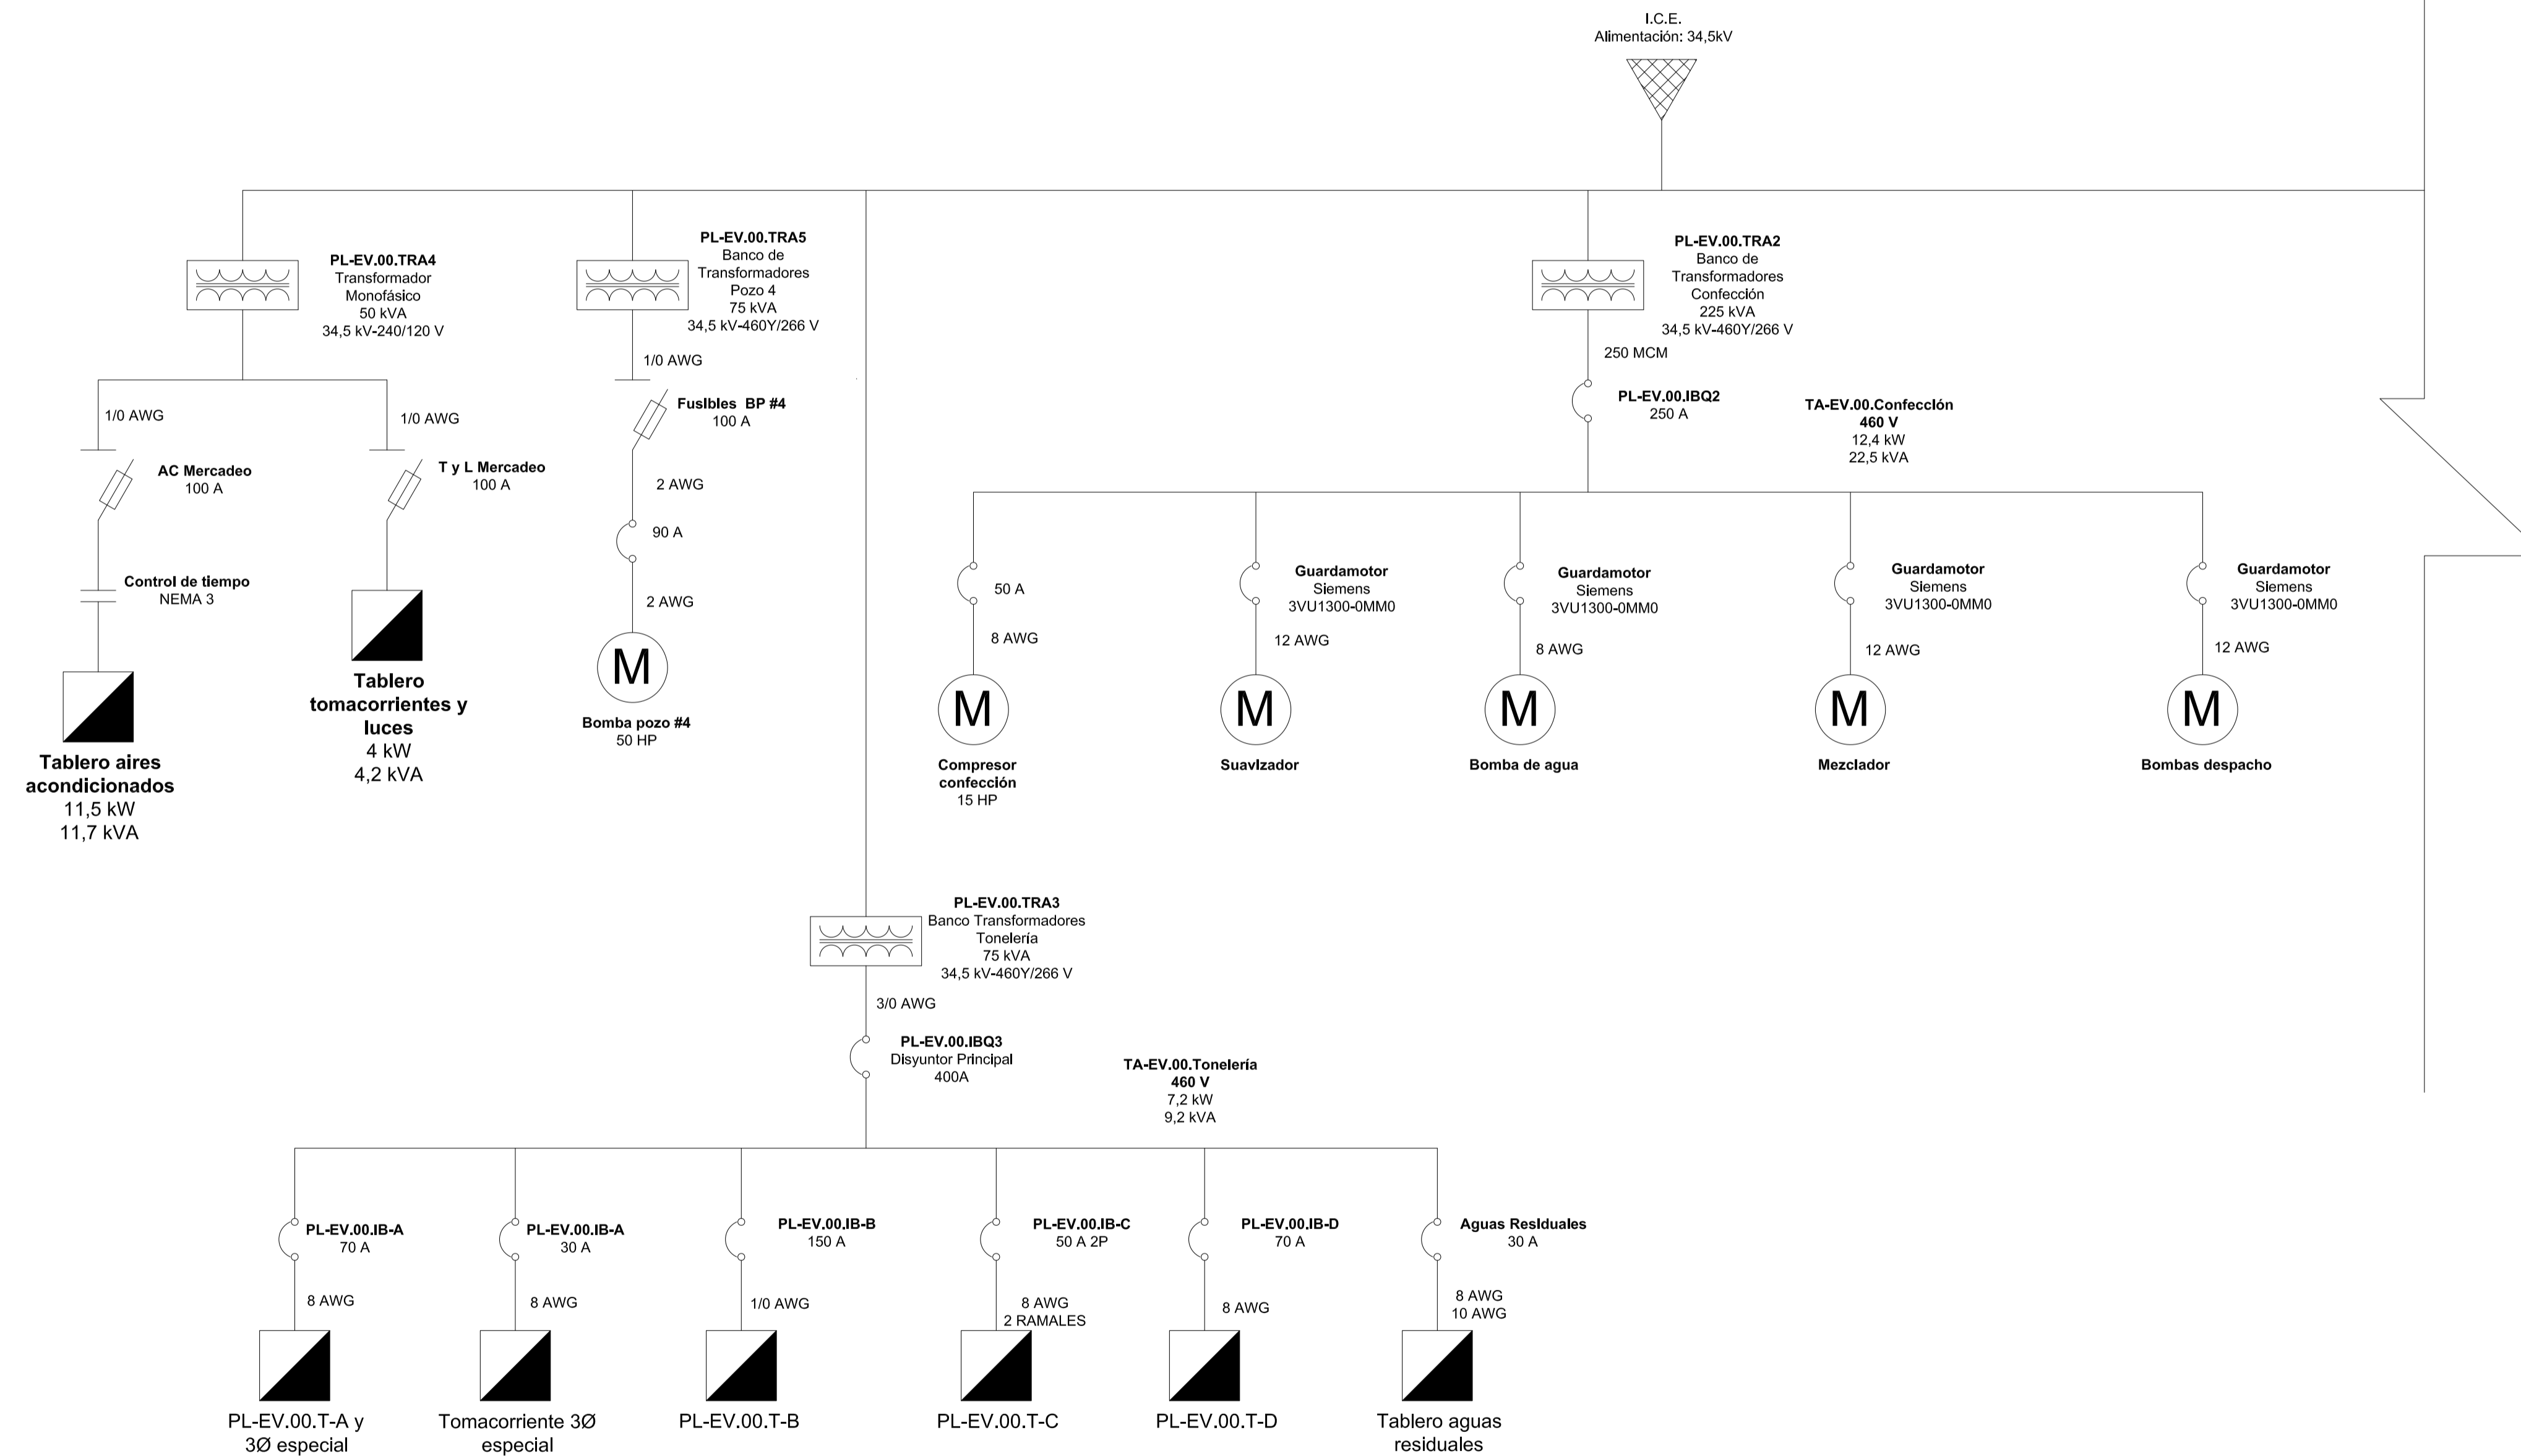 I.C.E.
Alimentación: 34,5kV
PL-EV.00.TRA4
Transformador
Monofásico
50 kVA
34,5 kV-240/120 V
PL-EV.00.TRA5
Banco de
Transformadores
Pozo 4
75 kVA
34,5 kV-460Y/266 V
PL-EV.00.TRA2
Banco de
Transformadores
Confección
225 kVA
34,5 kV-460Y/266 V
1/0 AWG
AC Mercadeo
100 A
Control de tiempo
NEMA 3
Tablero aires
acondicionados
11,5 kW
11,7 kVA
1/0 AWG
T y L Mercadeo
100 A
Tablero
tomacorrientes y
luces
4 kW
4,2 kVA
1/0 AWG
Fusibles BP #4
100 A
2 AWG
90 A
2 AWG
M
Bomba pozo #4
50 HP
250 MCM
PL-EV.00.IBQ2
250 A
TA-EV.00.Confección
460 V
12,4 kW
22,5 kVA
50 A
8 AWG
M
Compresor
confección
15 HP
Guardamotor
Siemens
3VU1300-0MM0
12 AWG
M
Suavizador
Guardamotor
Siemens
3VU1300-0MM0
8 AWG
M
Bomba de agua
Guardamotor
Siemens
3VU1300-0MM0
12 AWG
M
Mezclador
Guardamotor
Siemens
3VU1300-0MM0
12 AWG
M
Bombas despacho
PL-EV.00.TRA3
Banco Transformadores
Tonelería
75 kVA
34,5 kV-460Y/266 V
3/0 AWG
PL-EV.00.IBQ3
Disyuntor Principal
400A
TA-EV.00.Tonelería
460 V
7,2 kW
9,2 kVA
PL-EV.00.IB-A
70 A
8 AWG
PL-EV.00.T-A y
3Ø especial
PL-EV.00.IB-A
30 A
8 AWG
Tomacorriente 3Ø
especial
PL-EV.00.IB-B
150 A
1/0 AWG
PL-EV.00.T-B
PL-EV.00.IB-C
50 A 2P
8 AWG
2 RAMALES
PL-EV.00.T-C
PL-EV.00.IB-D
70 A
8 AWG
PL-EV.00.T-D
Aguas Residuales
30 A
8 AWG
10 AWG
Tablero aguas
residuales